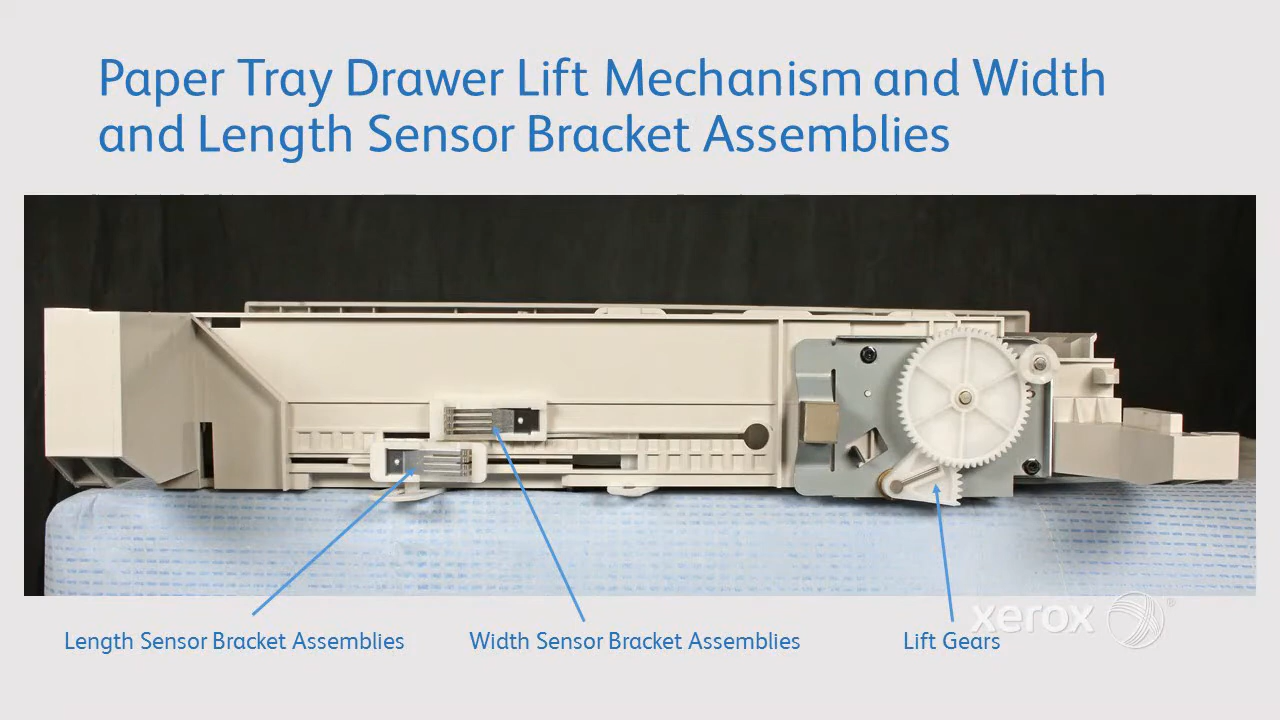 Paper Tray Drawer Lift Mechanism and Width
and Length Sensor Bracket Assemblies
Length Sensor Bracket Assemblies
Width Sensor Bracket Assemblies
Lift Gears
xerox